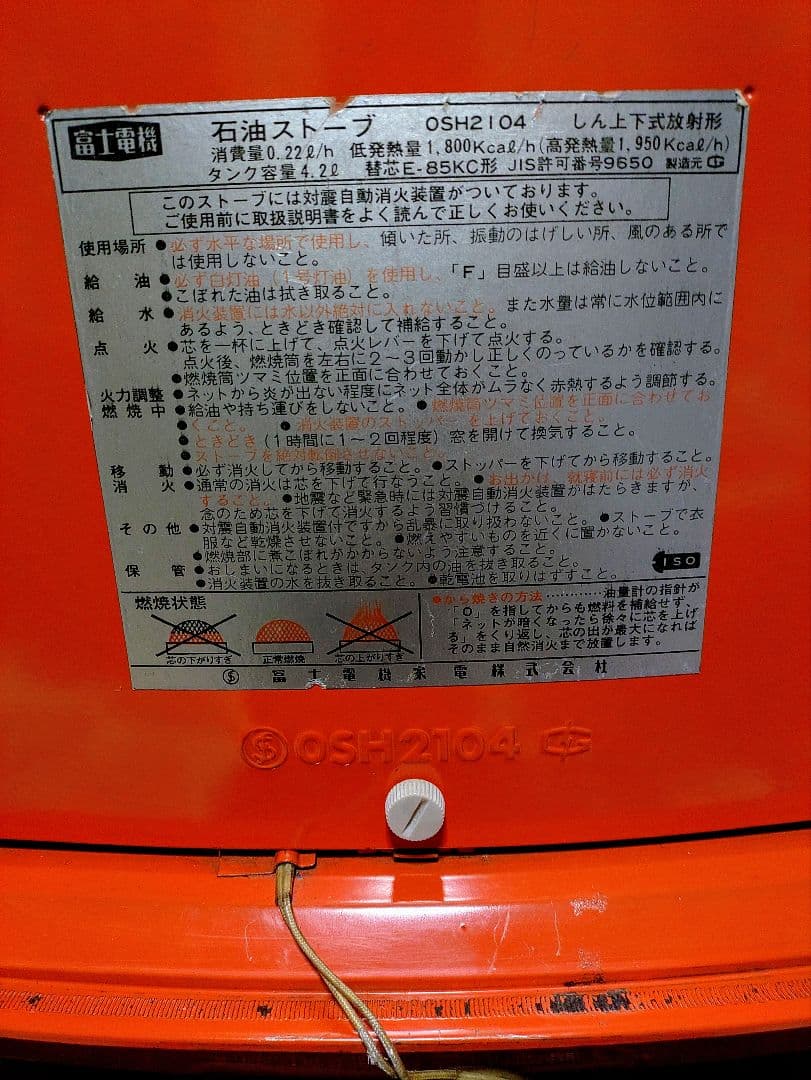 富士電機 石油ストーブ OSH2104 しん上下式放射形
消費量0.22ℓ/h 低発熱量1,800Kcaℓ/h(高発熱量1,950Kcaℓ/h)
タンク容量4.2ℓ 替芯E-85KC形 JIS許可番号9650 製造元
このストーブには対震自動消火装置がついております。
ご使用前に取扱説明書をよく読んで正しくお使いください。
使用場所 ●必ず水平な場所で使用し、傾いた所、振動のはげしい所、風のある所で
は使用しないこと。
給油 ●必ず白灯油(1号灯油)を使用し、「F」目盛以上は給油しないこと。
●こぼれた油は拭き取ること。
給水 ●消火装置には水以外絶対に入れないこと。また水量は常に水位範囲内に
あるよう、ときどき確認して補給すること。
点火 ●芯を一杯に上げて、点火レバーを下げて点火する。
点火後、燃焼筒を左右に2〜3回動かし正しくのっているかを確認する。
●燃焼筒ツマミ位置を正面に合わせておくこと。
火力調整 ●ネットから炎が出ない程度にネット全体がムラなく赤熱するよう調節する。
燃焼中 ●給油や持ち運びをしないこと。 ●燃焼筒ツマミ位置を正面に合わせてお
くこと。 ●消火装置のストッパーを上げておくこと。
●ときどき(1時間に1〜2回程度)窓を開けて換気すること。
●ストーブを絶対転倒させないこと。
移動 ●必ず消火してから移動すること。 ●ストッパーを下げてから移動すること。
消火 ●通常の消火は芯を下げて行なうこと。 ●お出かけ、就寝前には必ず消火
すること。 ●地震など緊急時には対震自動消火装置がはたらきますが、
念のため芯を下げて消火するよう習慣づけること。
その他 ●対震自動消火装置付ですから乱暴に取り扱わないこと。 ●ストーブで衣
服など乾燥させないこと。 ●燃えやすいものを近くに置かないこと。
●燃焼部に煮こぼれがかからないよう注意すること。
保管 ●おしまいになるときは、タンク内の油を抜き取ること。
●消火装置の水を抜き取ること。 ●乾電池を取りはずすこと。
ISO
燃焼状態
芯の下がりすぎ 正常燃焼 芯の上がりすぎ
●から焼きの方法…………油量計の指針が
「O」を指してからも燃料を補給せず、
「ネットが暗くなったら徐々に芯を上げ
る」をくり返し、芯の出が最大になれば
そのまま自然消火まで放置します。
富士電機家電株式会社
OSH2104